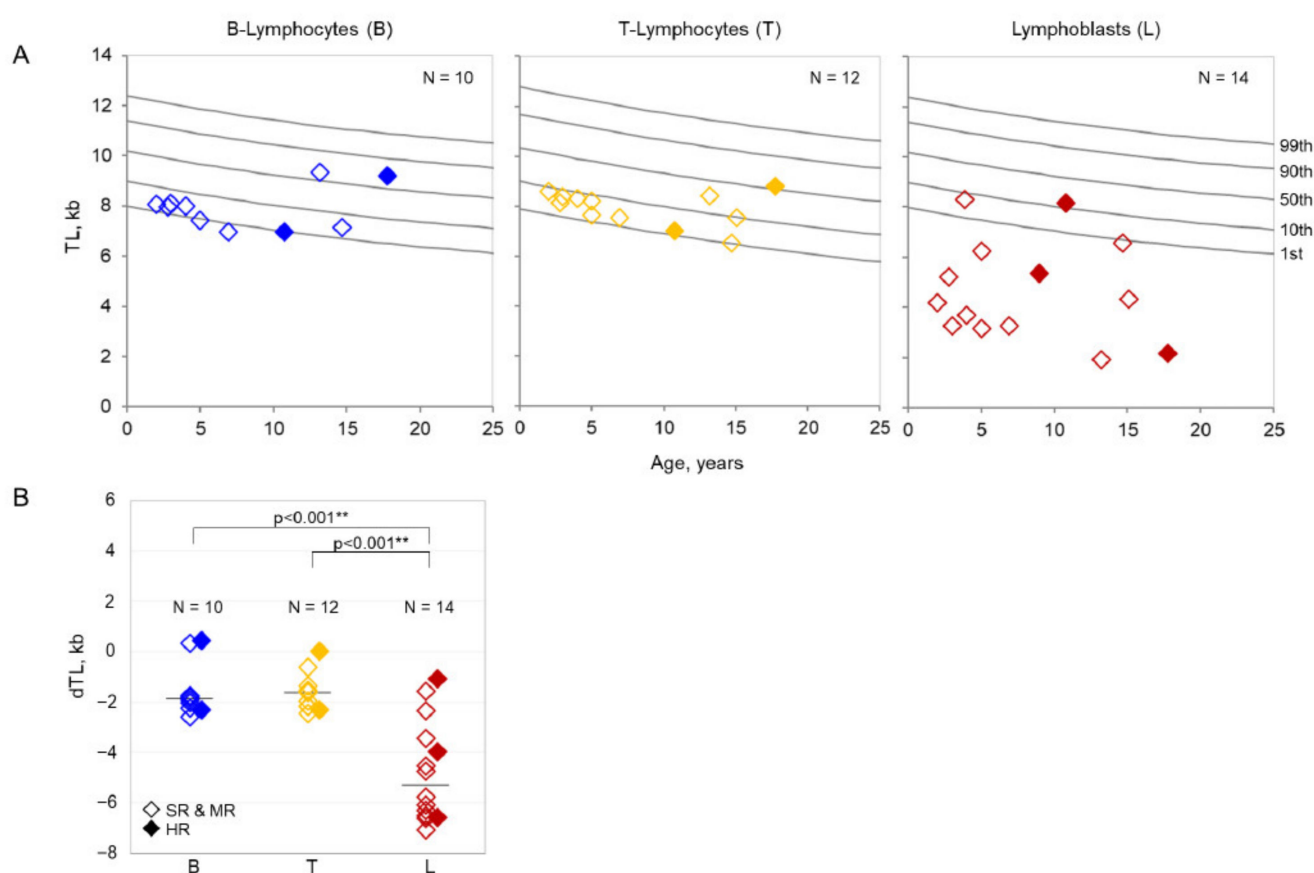 B-Lymphocytes (B) T-Lymphocytes (T) Lymphoblasts (L)
A
N = 10 N = 12 N = 14
TL, kb
14
12
10
8
6
4
2
0
99th
90th
50th
10th
1st
0 5 10 15 20 25 0 5 10 15 20 25 0 5 10 15 20 25
Age, years
B
dTL, kb
6
4
2
0
−2
−4
−6
−8
p<0.001**
p<0.001**
N = 10 N = 12 N = 14
SR & MR
HR
B T L